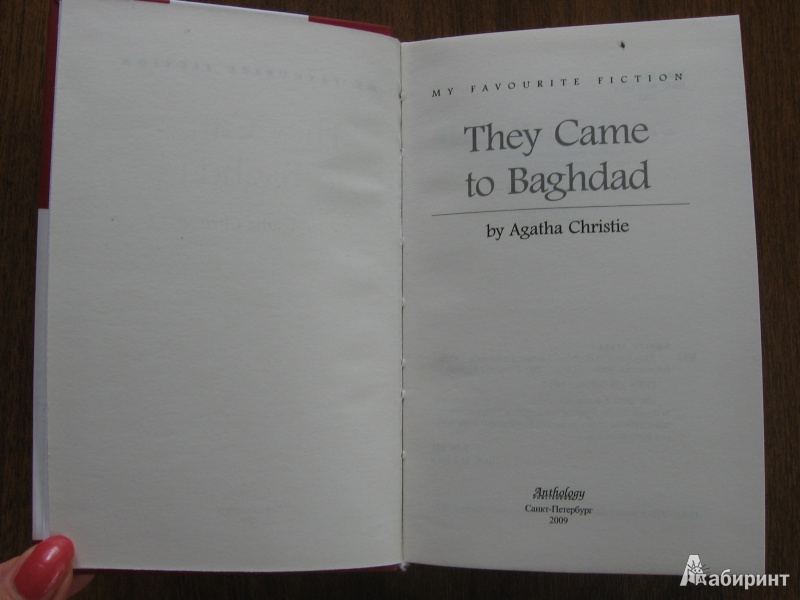 MY FAVOURITE FICTION
They Came
to Baghdad
by Agatha Christie
Anthology
Санкт-Петербург
2009
Лабиринт